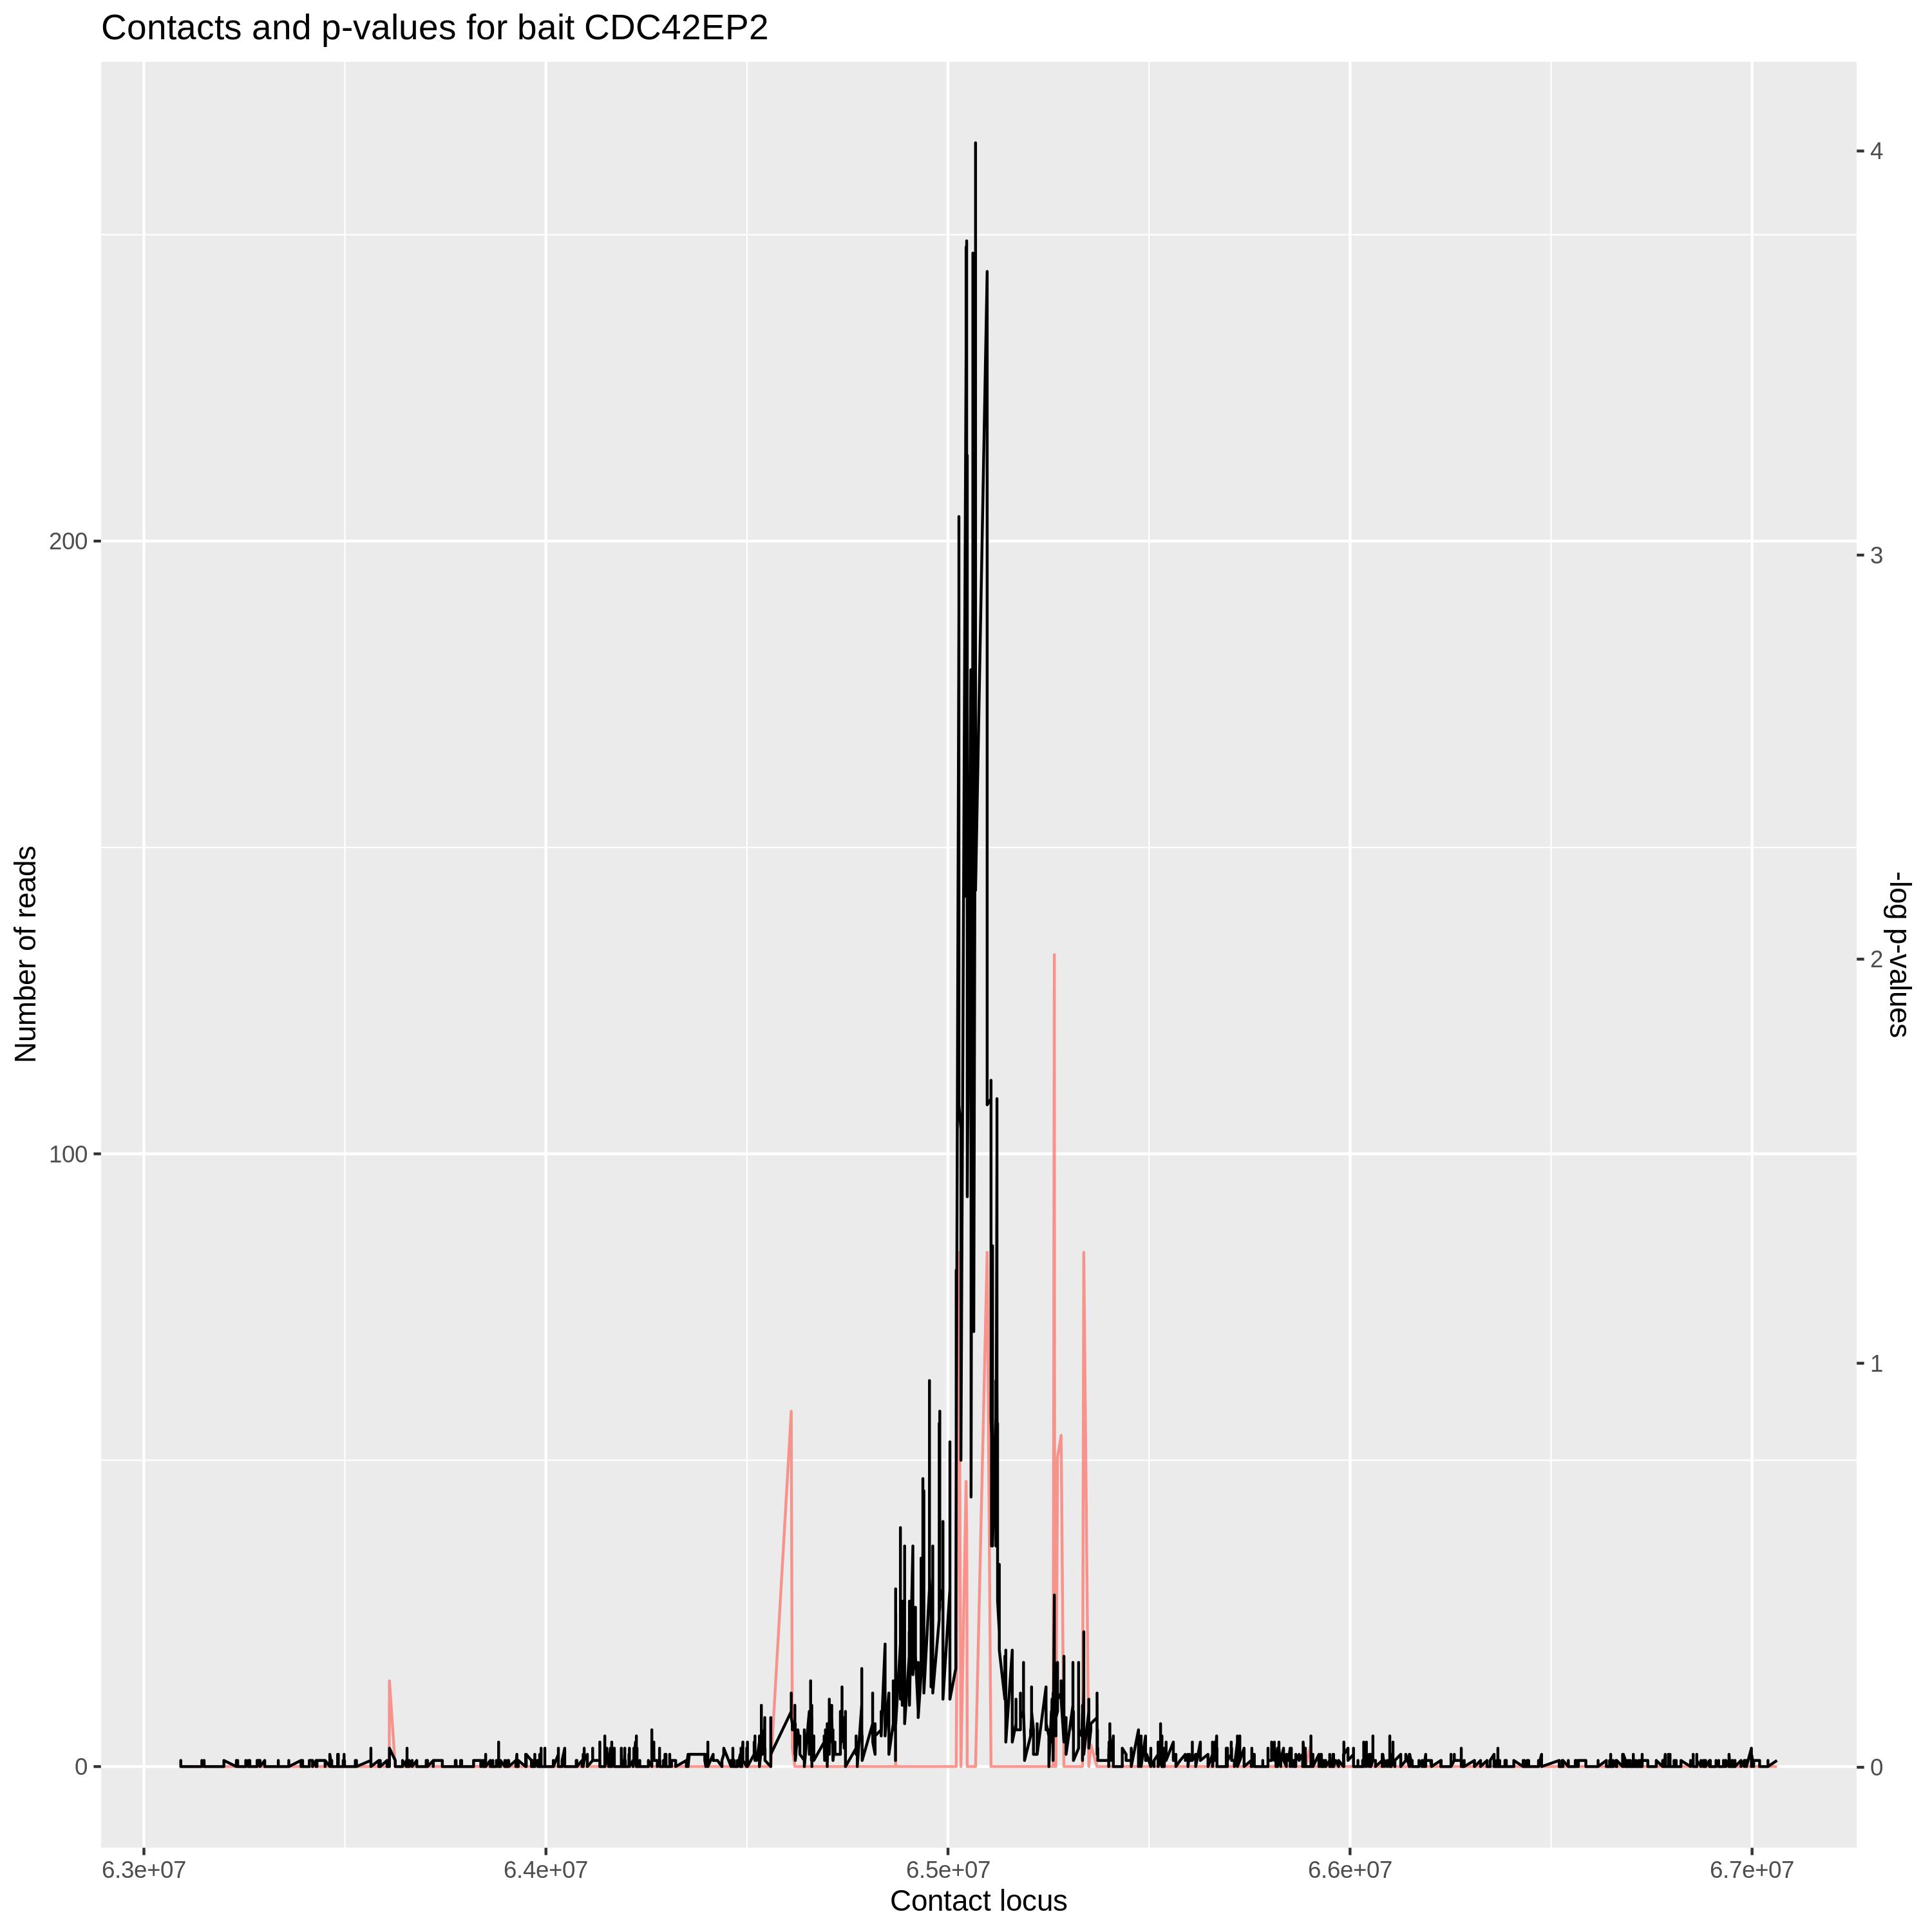 Contacts and p-values for bait CDC42EP2
Number of reads
200
100
0
4
3
2
1
0
-log p-values
6.3e+07
6.4e+07
6.5e+07
6.6e+07
6.7e+07
Contact locus